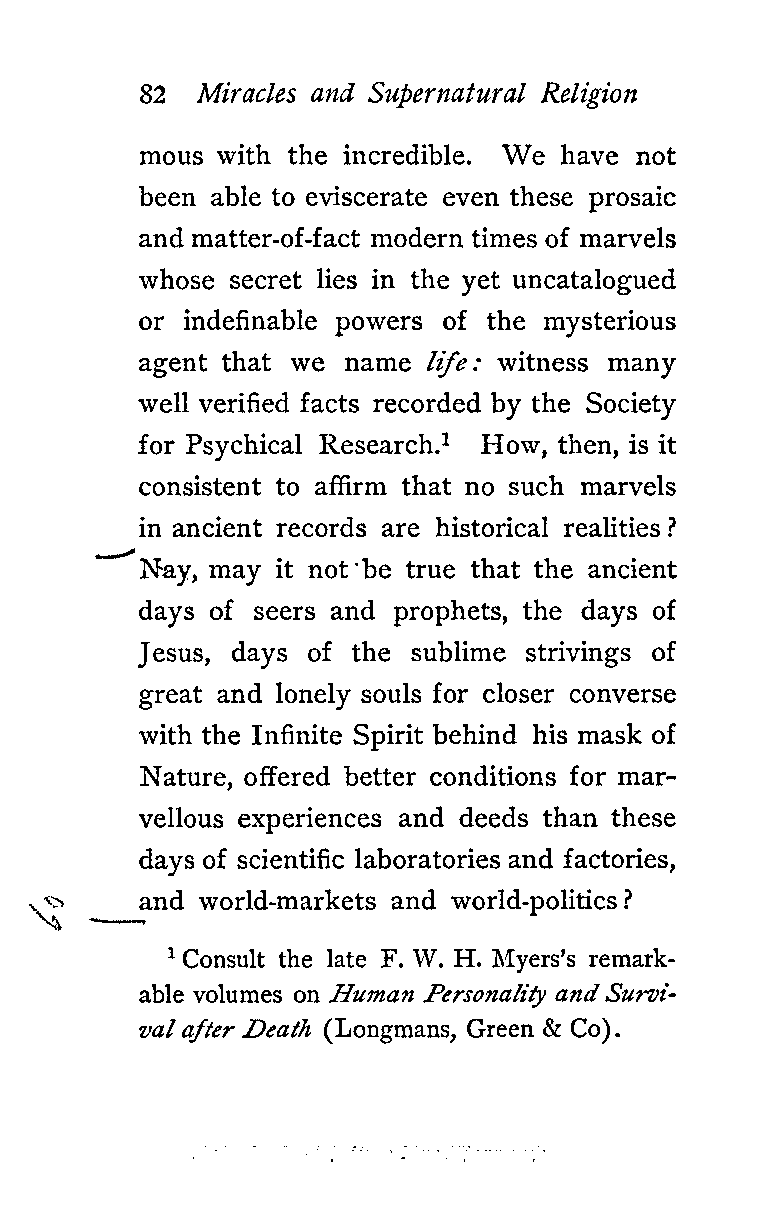 82 Miracles and Supernatural Religion
mous with the incredible. We have not
been able to eviscerate even these prosaic
and matter-of-fact modern times of marvels
whose secret lies in the yet uncatalogued
or indefinable powers of the mysterious
agent that we name life: witness many
well verified facts recorded by the Society
for Psychical Research.¹ How, then, is it
consistent to affirm that no such marvels
in ancient records are historical realities?
Nay, may it not be true that the ancient
days of seers and prophets, the days of
Jesus, days of the sublime strivings of
great and lonely souls for closer converse
with the Infinite Spirit behind his mask of
Nature, offered better conditions for mar-
vellous experiences and deeds than these
days of scientific laboratories and factories,
and world-markets and world-politics?
¹ Consult the late F. W. H. Myers's remark-
able volumes on Human Personality and Survi-
val after Death (Longmans, Green & Co).